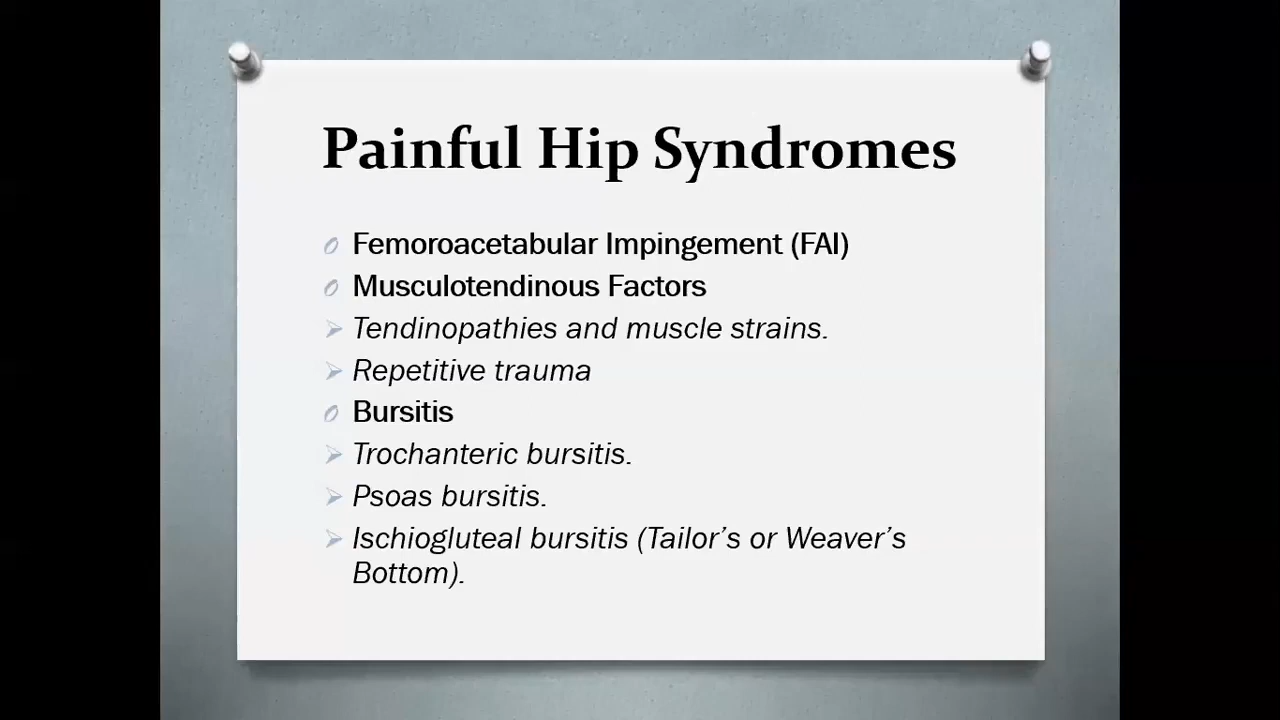 Painful Hip Syndromes
Femoroacetabular Impingement (FAI)
Musculotendinous Factors
Tendinopathies and muscle strains.
Repetitive trauma
Bursitis
Trochanteric bursitis.
Psoas bursitis.
Ischiogluteal bursitis (Tailor’s or Weaver’s
Bottom).